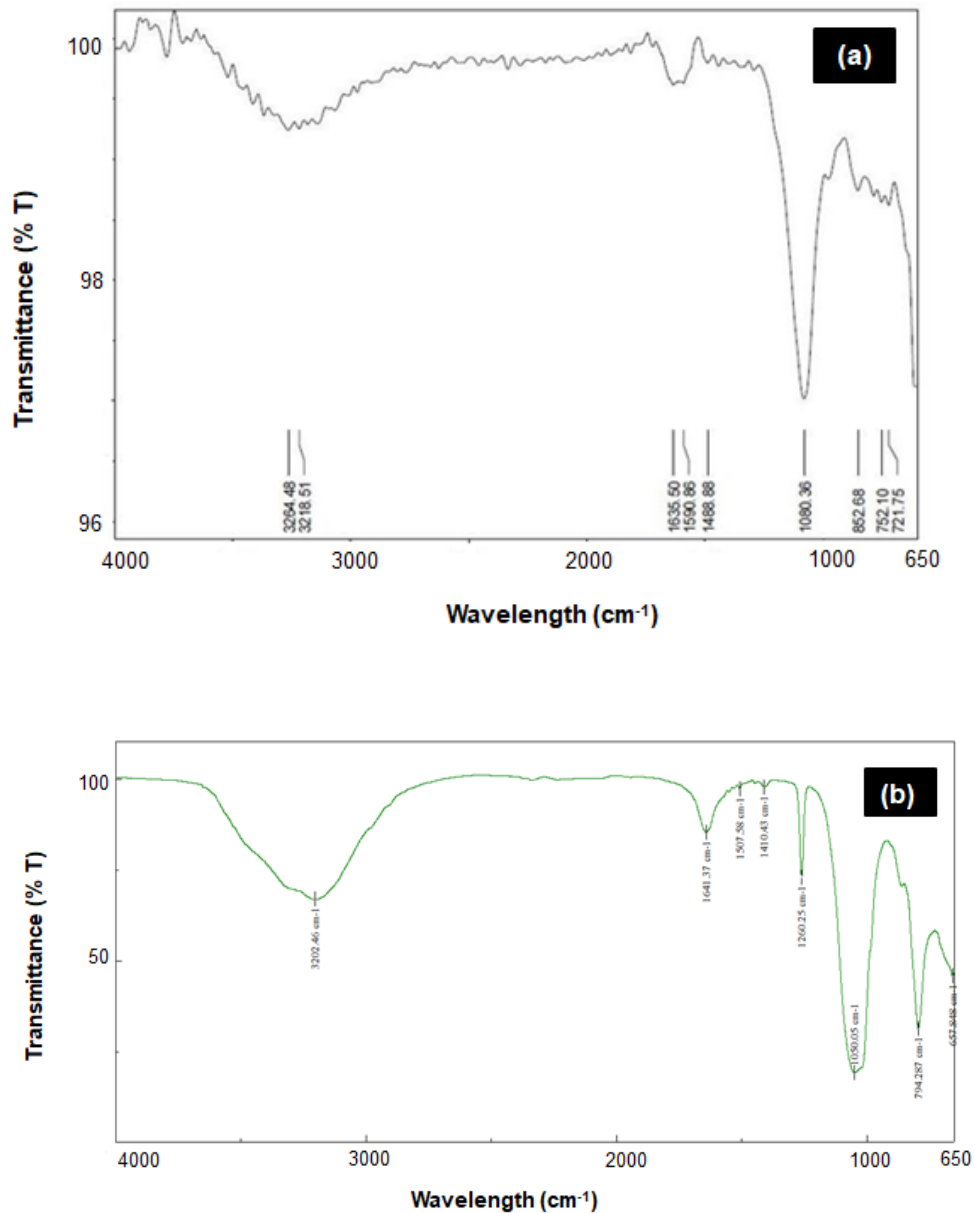 (a)
100
98
96
Transmittance (% T)
3264.48
3218.51
1635.50
1590.86
1488.88
1080.36
852.68
752.10
721.75
4000
3000
2000
1000
650
Wavelength (cm-1)
(b)
100
50
Transmittance (% T)
3202.46 cm-1
1641.37 cm-1
1507.58 cm-1
1410.43 cm-1
1260.25 cm-1
1050.05 cm-1
794.287 cm-1
657.848 cm-1
4000
3000
2000
1000
650
Wavelength (cm-1)